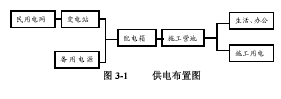 民用电网
变电站
备用电源
配电箱
施工营地
生活、办公
施工用电
图 3-1 供电布置图